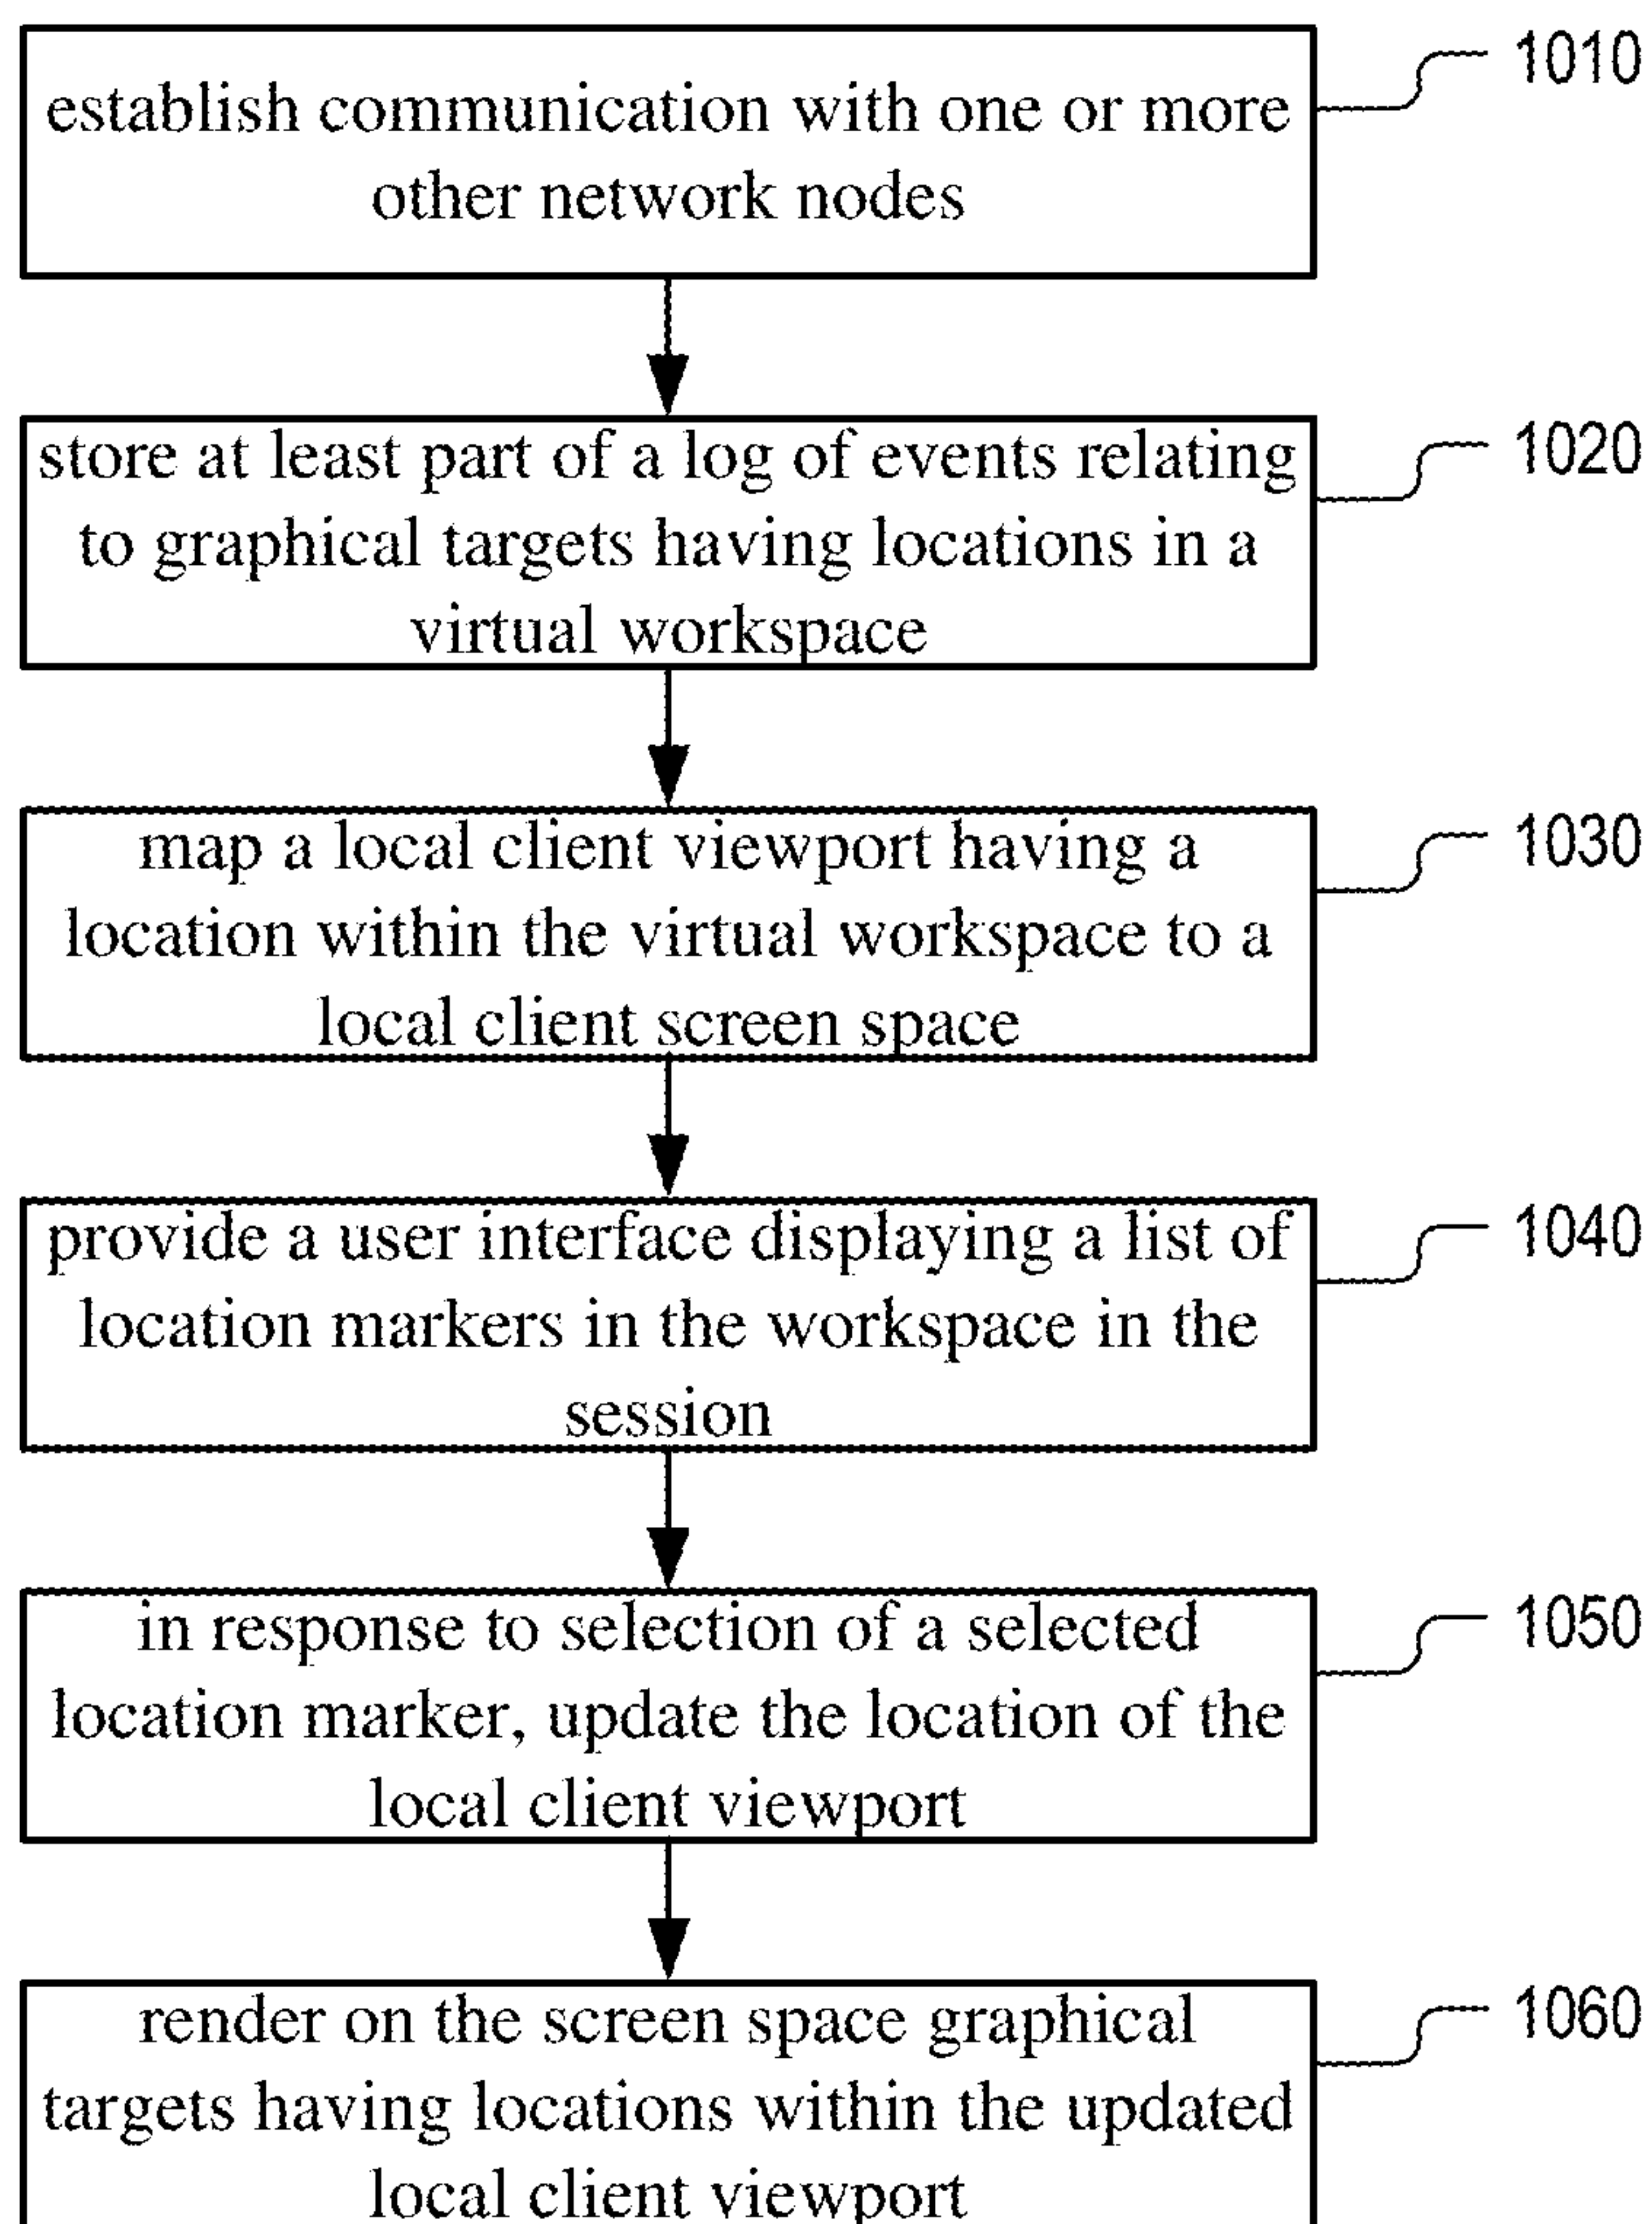 establish communication with one or more
other network nodes
1010
store at least part of a log of events relating
to graphical targets having locations in a
virtual workspace
1020
map a local client viewport having a
location within the virtual workspace to a
local client screen space
1030
provide a user interface displaying a list of
location markers in the workspace in the
session
1040
in response to selection of a selected
location marker, update the location of the
local client viewport
1050
render on the screen space graphical
targets having locations within the updated
local client viewport
1060